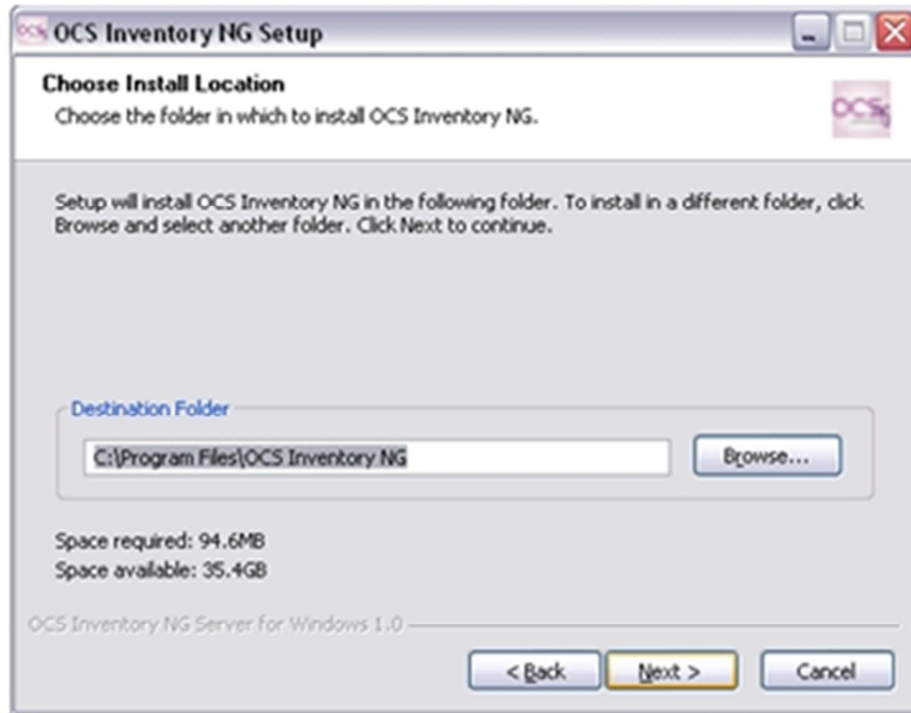 OCS Inventory NG Setup
Choose Install Location
Choose the folder in which to install OCS Inventory NG.
Setup will install OCS Inventory NG in the following folder. To install in a different folder, click
Browse and select another folder. Click Next to continue.
Destination Folder
C:\Program Files\OCS Inventory NG
Browse...
Space required: 94.6MB
Space available: 35.4GB
OCS Inventory NG Server for Windows 1.0
< Back
Next >
Cancel